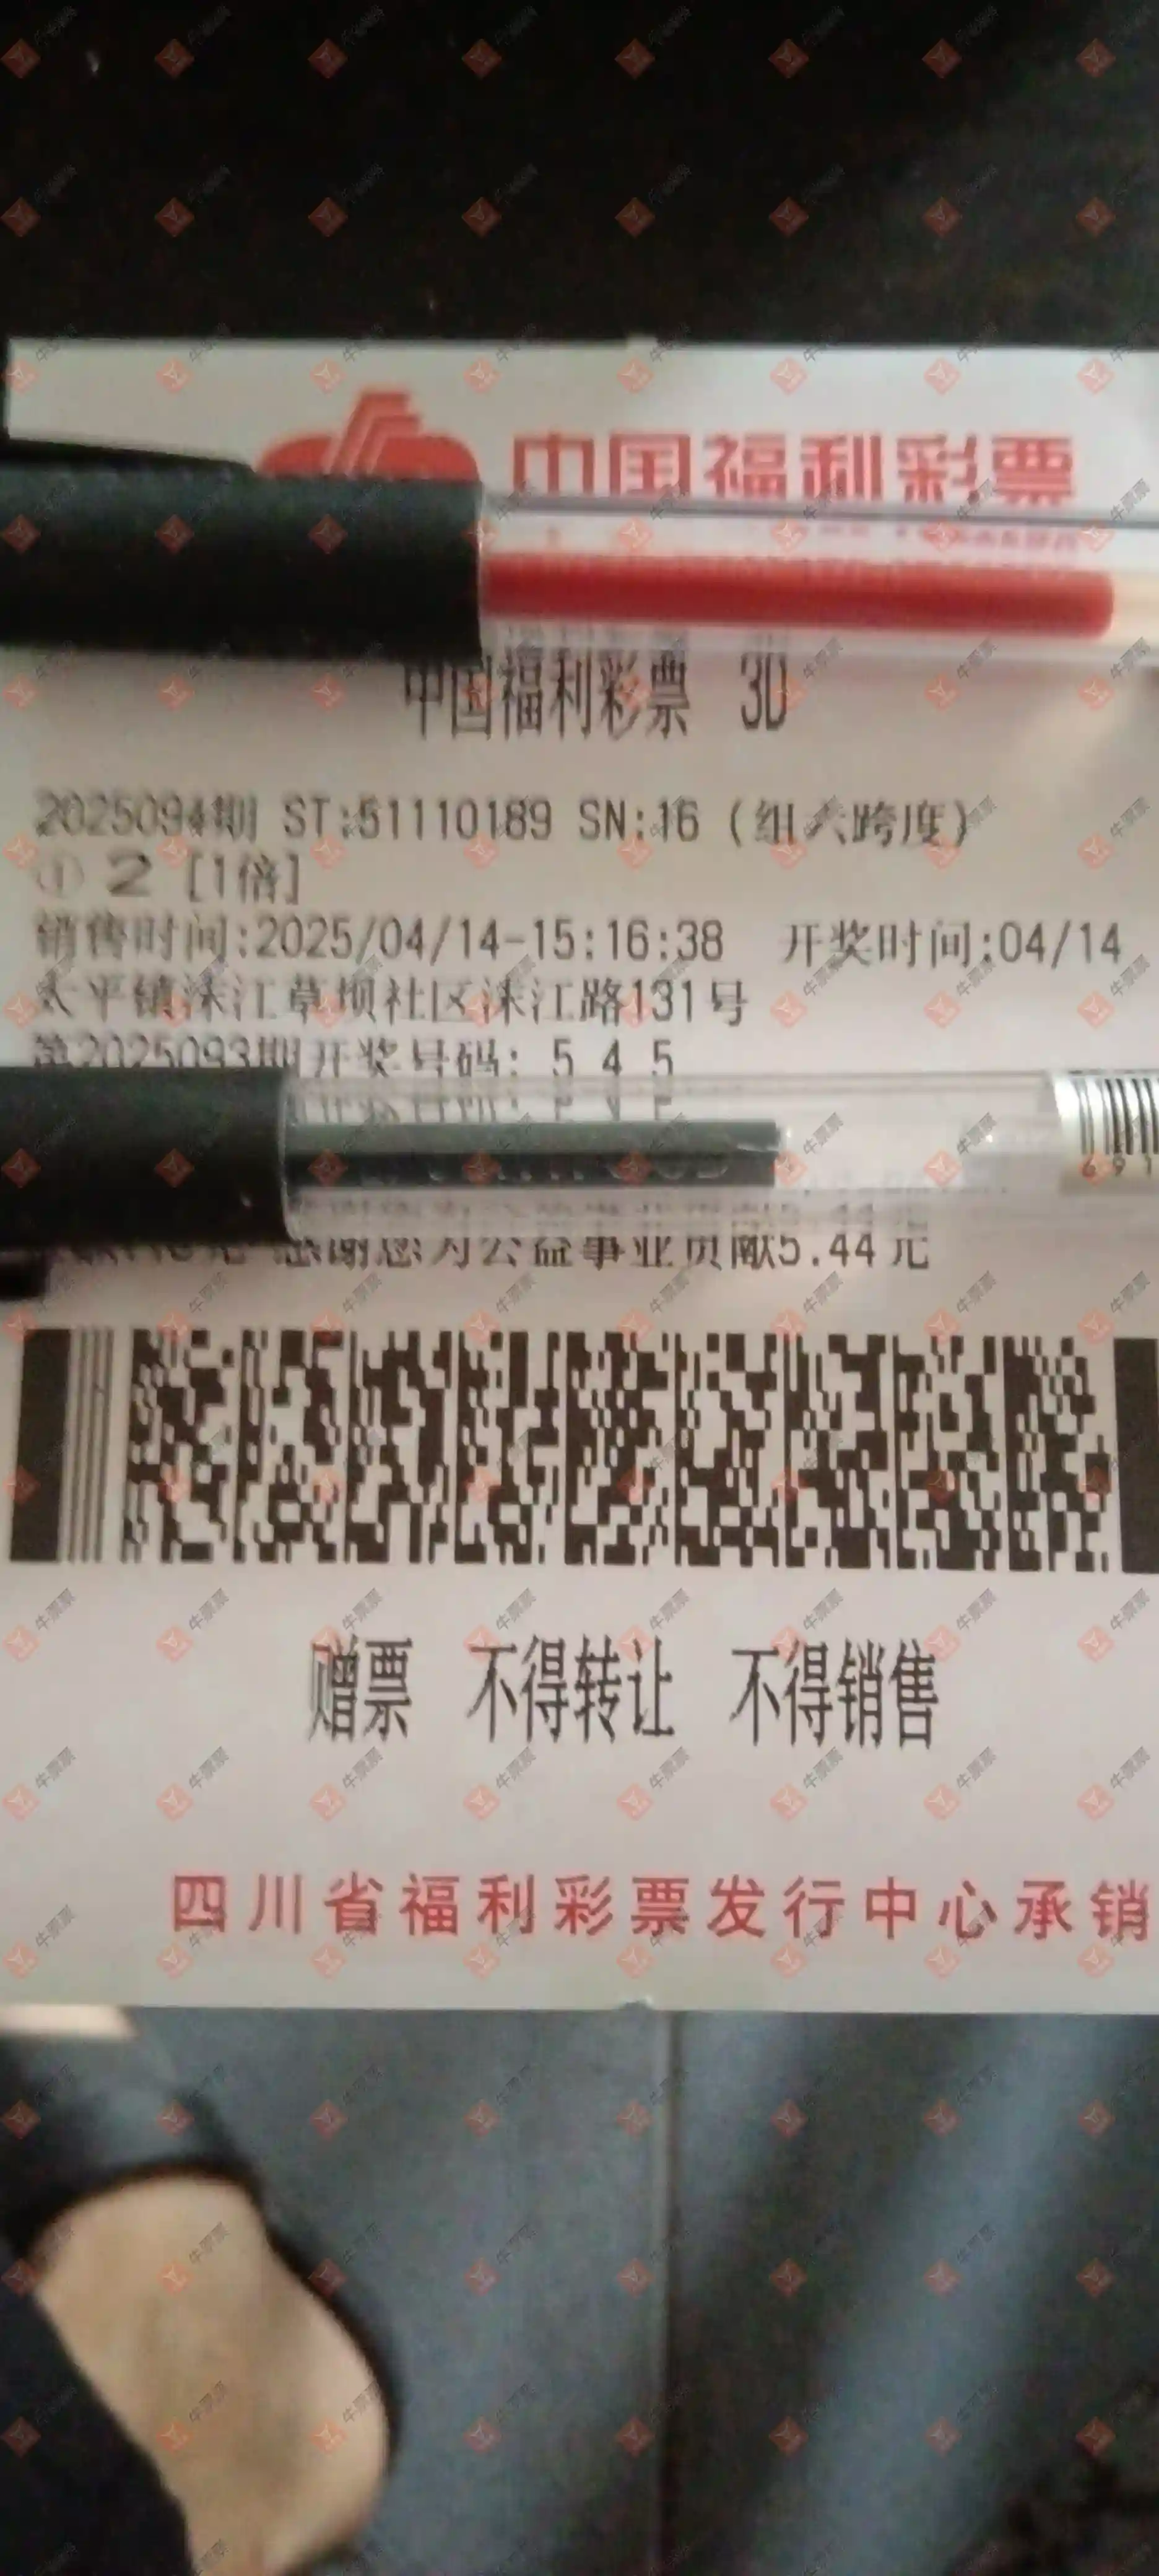 中国福利彩票
中国福利彩票 3D
2025094期 ST:51110189 SN:16 (组六跨度)
① 2 [1倍]
销售时间:2025/04/14-15:16:38 开奖时间:04/14
太平镇洣江草坝社区洣江路131号
第2025093期开奖号码: 5 4 5
感谢您为公益事业贡献5.44元
691
赠票 不得转让 不得销售
四川省福利彩票发行中心承销
牛票票